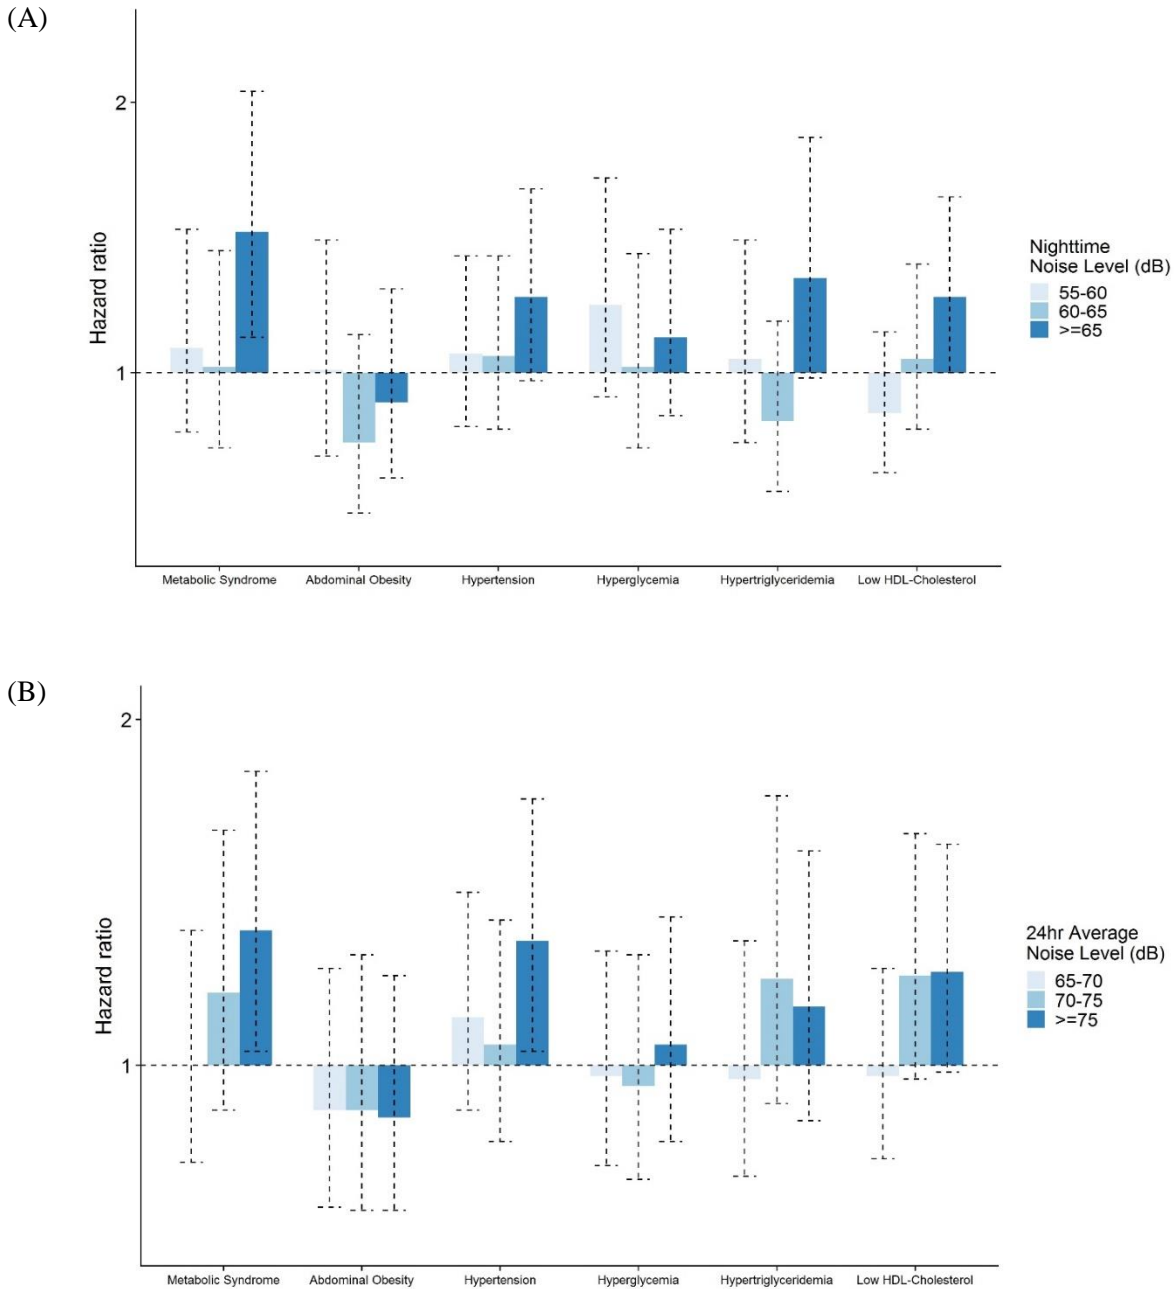 (A)
2
1
Hazard ratio
Metabolic Syndrome
Abdominal Obesity
Hypertension
Hyperglycemia
Hypertriglyceridemia
Low HDL-Cholesterol
Nighttime
Noise Level (dB)
55-60
60-65
>=65
(B)
2
1
Hazard ratio
Metabolic Syndrome
Abdominal Obesity
Hypertension
Hyperglycemia
Hypertriglyceridemia
Low HDL-Cholesterol
24hr Average
Noise Level (dB)
65-70
70-75
>=75